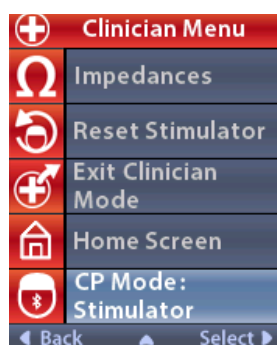 Clinician Menu
Impedances
Reset Stimulator
Exit Clinician
Mode
Home Screen
CP Mode:
Stimulator
Back Select